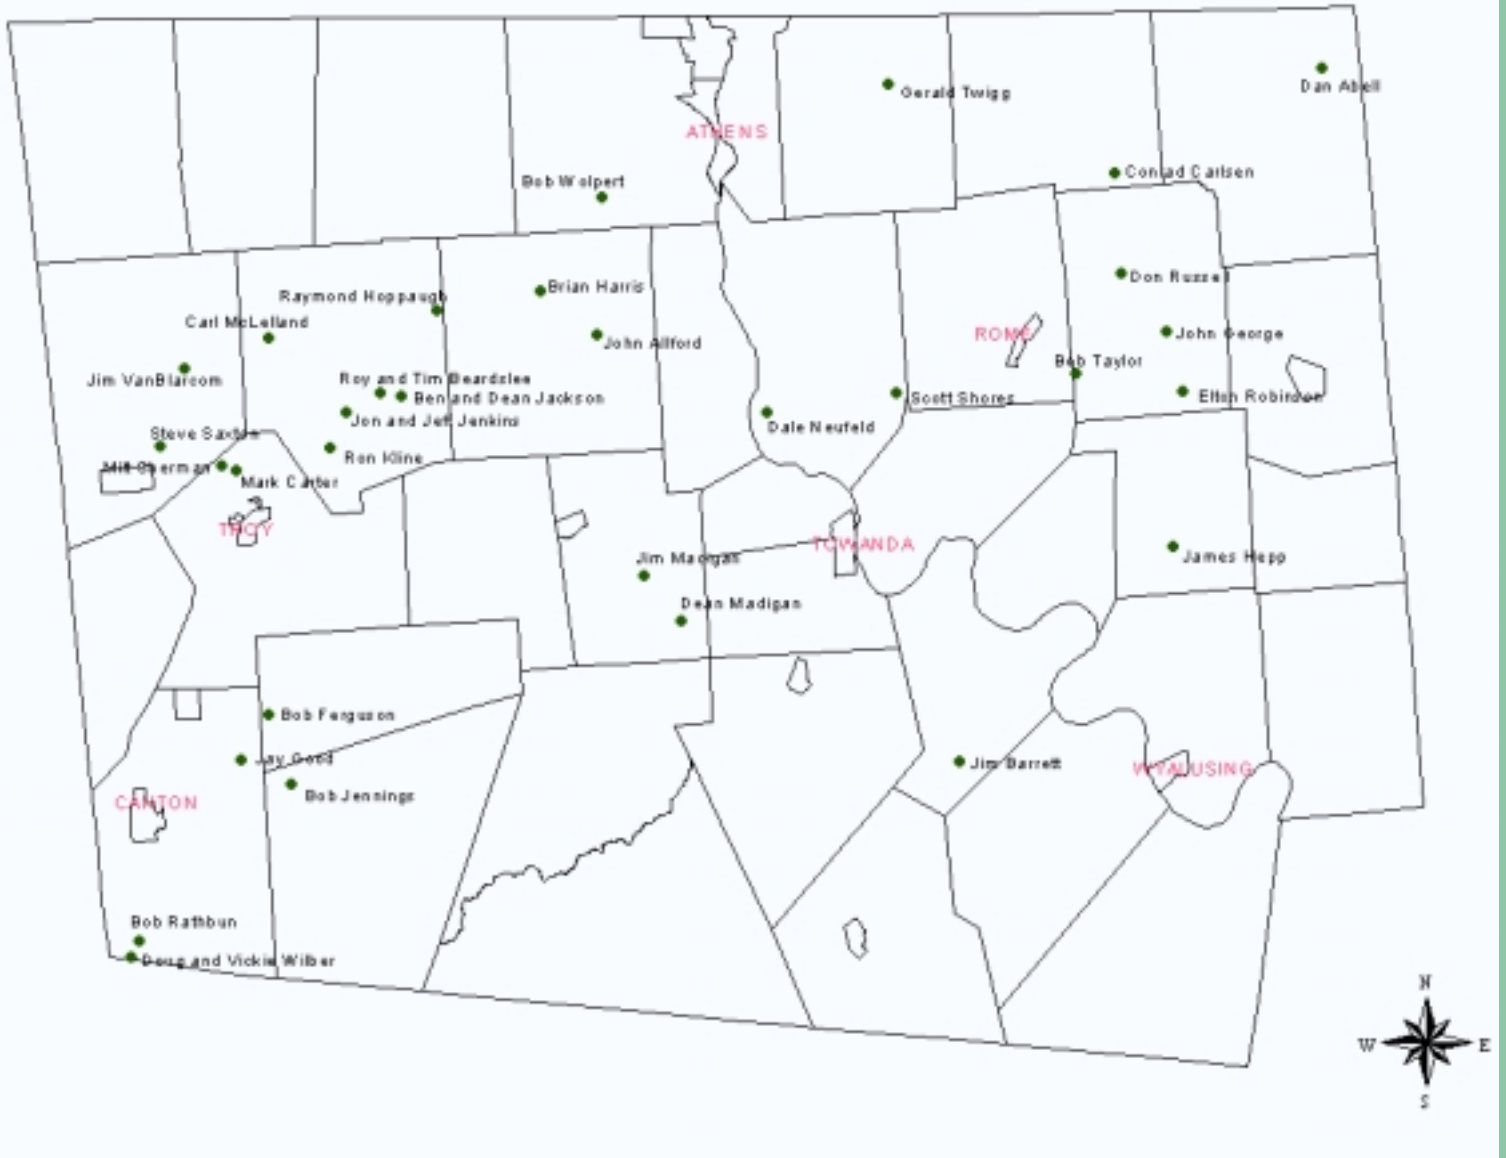 Dan Abell
Gerald Twigg
ATHENS
Conrad Carlsen
Bob Wolpert
Don Russell
Brian Harris
Raymond Hoppaugh
Carl McLelland
ROME
John George
John Allford
Bob Taylor
Jim VanBlarcom
Roy and Tim Beardslee
Ben and Dean Jackson
Scott Shores
Elton Robinson
Jon and Jeff Jenkins
Dale Neufeld
Steve Saxton
Ron Kline
Milt Sherman
Mark Carter
TROY
TOWANDA
James Hepp
Jim
Dean Madigan
Bob Ferguson
Jay Good
Jim Barrett
WYALUSING
Bob Jennings
CANTON
Bob Rathbun
Doug and Vickie Wilber
N
W
E
S